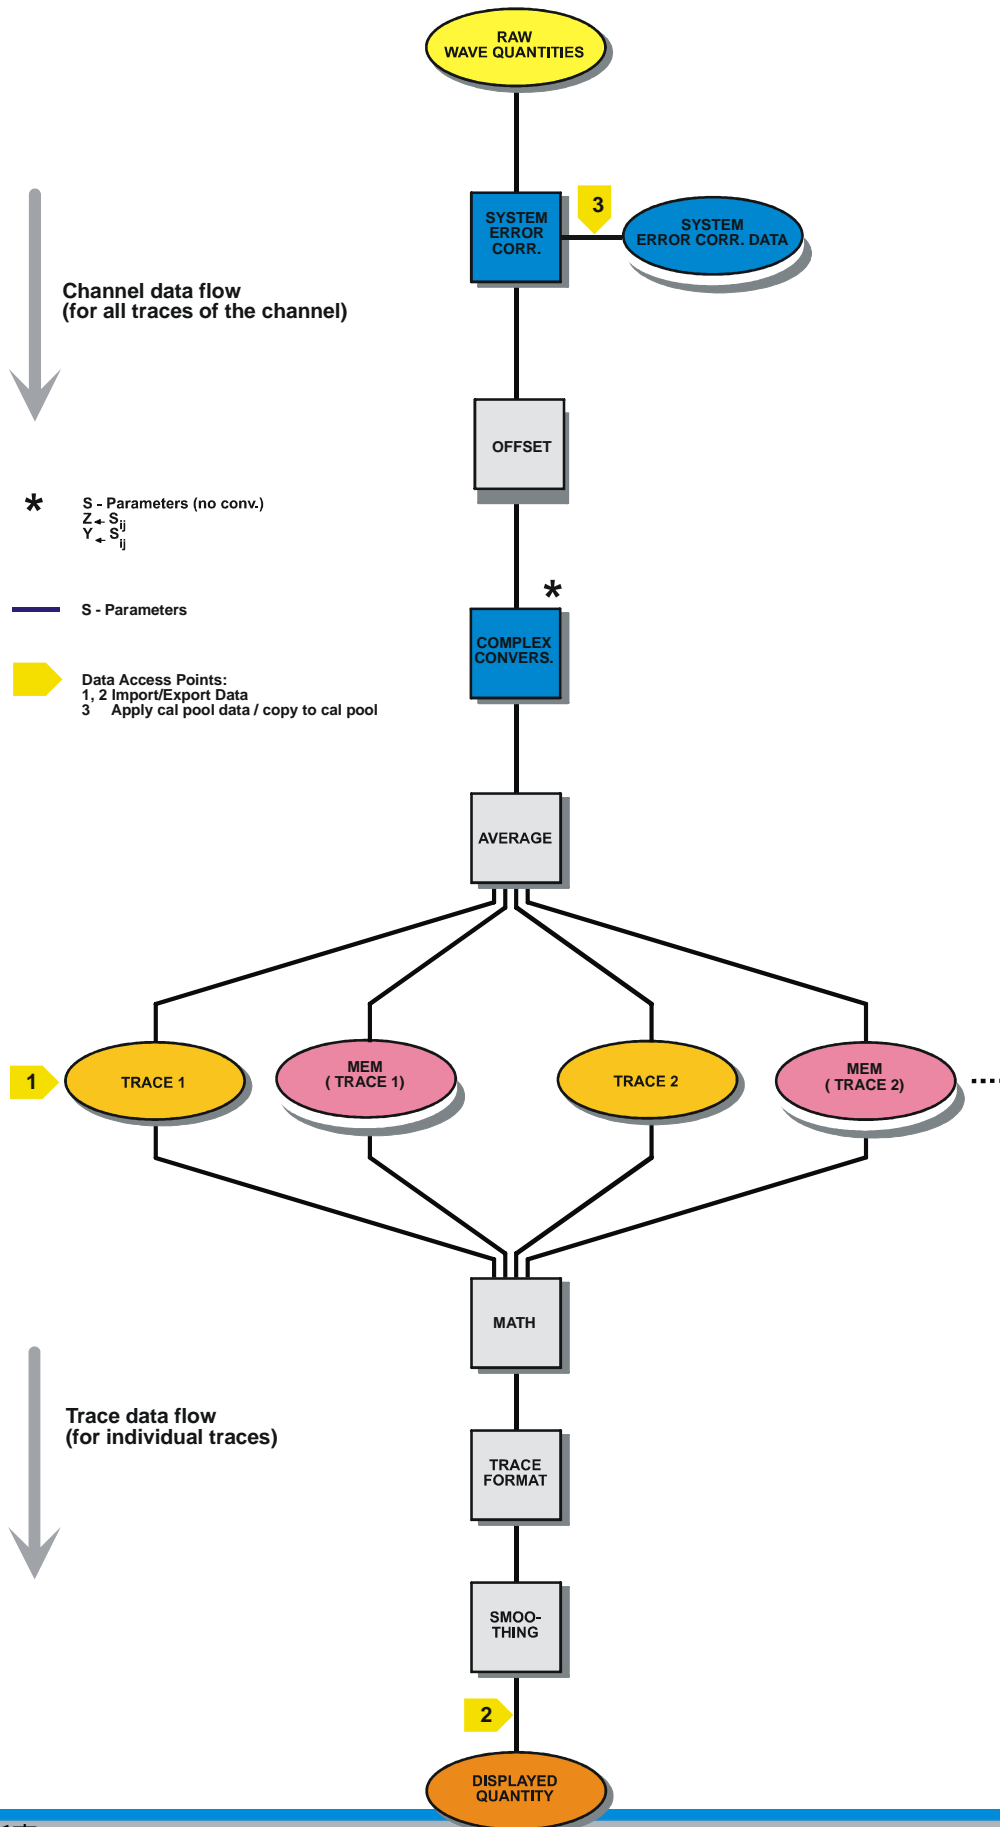 RAW
WAVE QUANTITIES
SYSTEM
ERROR
CORR.
3
SYSTEM
ERROR CORR. DATA
Channel data flow
(for all traces of the channel)
OFFSET
*
S - Parameters (no conv.)
Z ← Sij
Y ← Sij
*
S - Parameters
COMPLEX
CONVERS.
Data Access Points:
1, 2 Import/Export Data
3 Apply cal pool data / copy to cal pool
AVERAGE
1
TRACE 1
MEM
( TRACE 1)
TRACE 2
MEM
( TRACE 2)
....
MATH
Trace data flow
(for individual traces)
TRACE
FORMAT
SMOO-
THING
2
DISPLAYED
QUANTITY